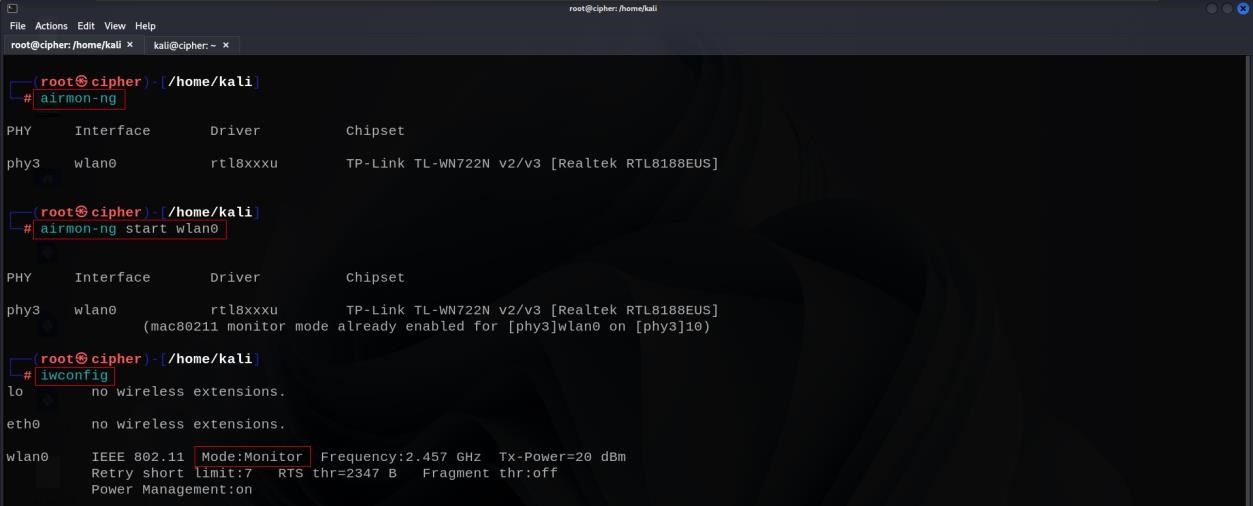 root@cipher: /home/kali
File Actions Edit View Help
root@cipher: /home/kali × kali@cipher: ~ ×
┌──(root㉿cipher)-[/home/kali]
└─# airmon-ng
PHY Interface Driver Chipset
phy3 wlan0 rtl8xxxu TP-Link TL-WN722N v2/v3 [Realtek RTL8188EUS]
┌──(root㉿cipher)-[/home/kali]
└─# airmon-ng start wlan0
PHY Interface Driver Chipset
phy3 wlan0 rtl8xxxu TP-Link TL-WN722N v2/v3 [Realtek RTL8188EUS]
(mac80211 monitor mode already enabled for [phy3]wlan0 on [phy3]10)
┌──(root㉿cipher)-[/home/kali]
└─# iwconfig
lo no wireless extensions.
eth0 no wireless extensions.
wlan0 IEEE 802.11 Mode:Monitor Frequency:2.457 GHz Tx-Power=20 dBm
Retry short limit:7 RTS thr=2347 B Fragment thr:off
Power Management:on